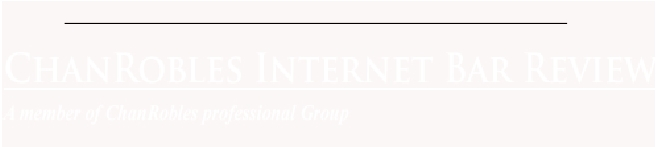 ChanRobles Internet Bar Review
A member of ChanRobles professional Group